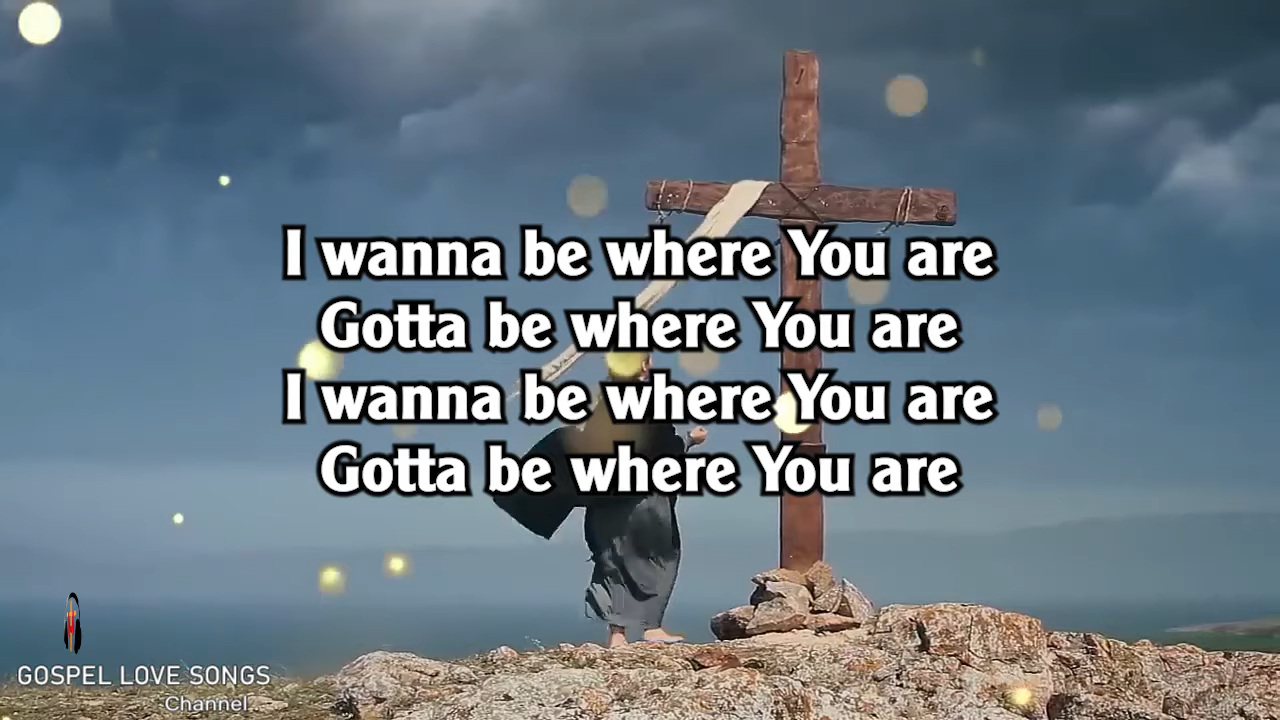 I wanna be where You are
Gotta be where You are
I wanna be where You are
Gotta be where You are
GOSPEL LOVE SONGS
Channel